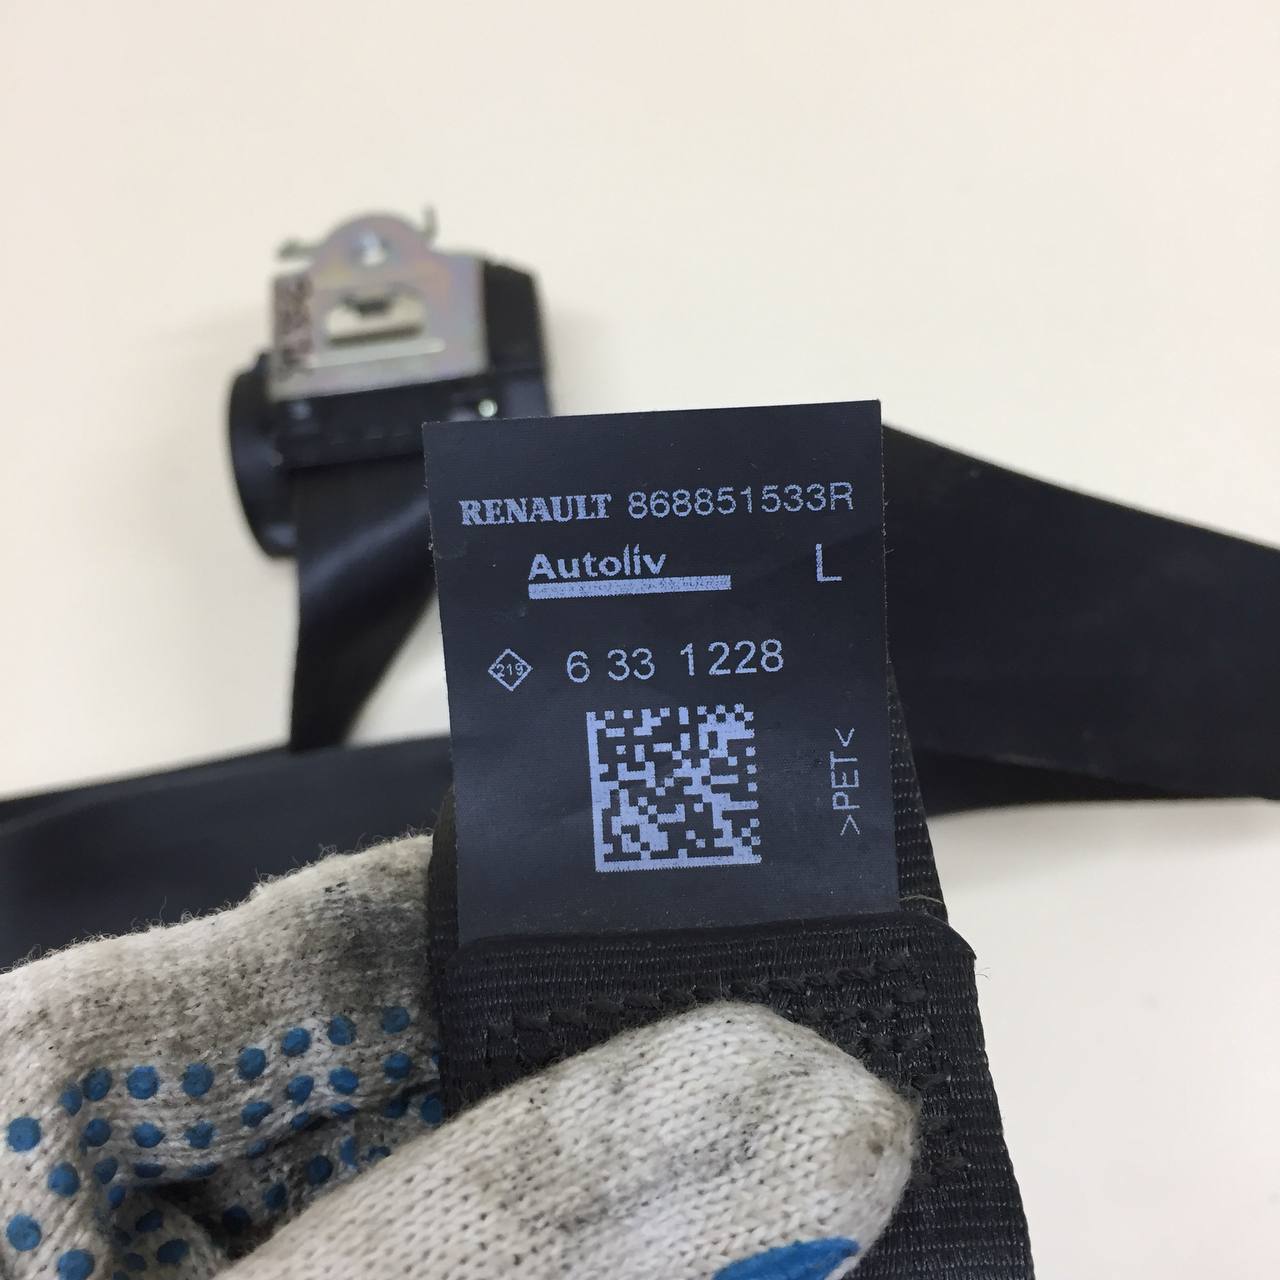 RENAULT 868851533R
Autoliv L
219 6 33 1228
>PET<